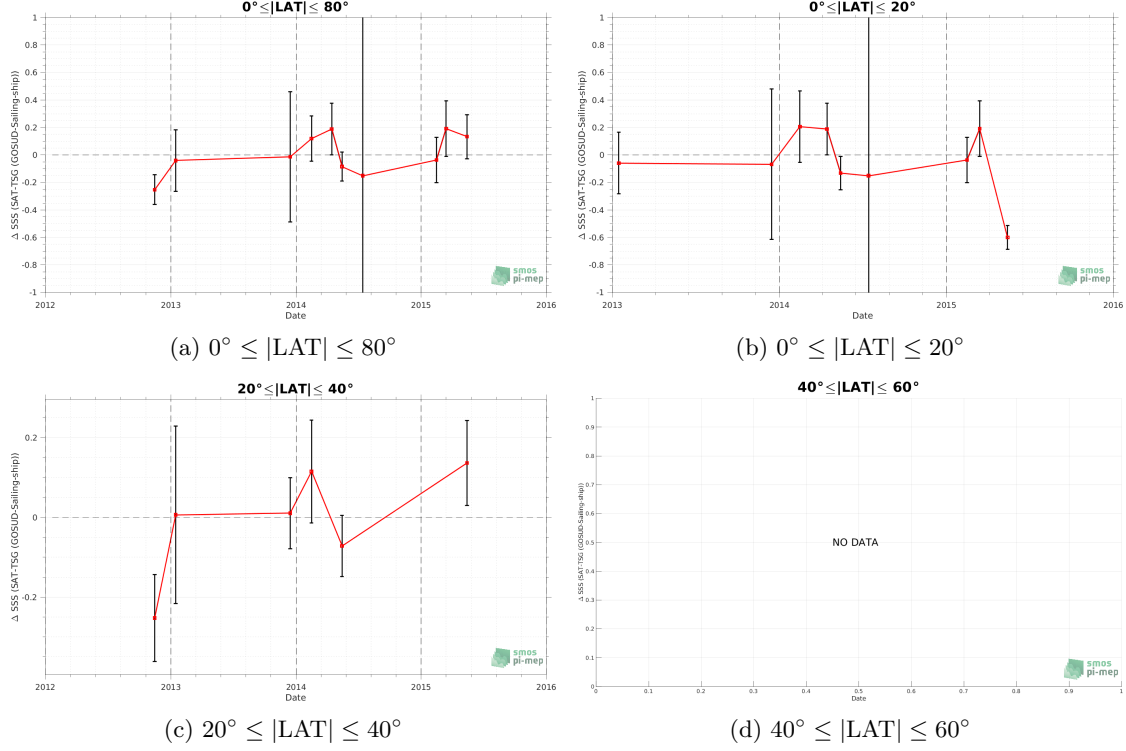 0°≤|LAT|≤ 80°
1
0.8
0.6
0.4
0.2
0
-0.2
-0.4
-0.6
-0.8
-1
Δ SSS (SAT-TSG (GOSUD-Sailing-ship))
2012
2013
2014
2015
2016
Date
smos
pi-mep
(a) 0° ≤ |LAT| ≤ 80°
0°≤|LAT|≤ 20°
1
0.8
0.6
0.4
0.2
0
-0.2
-0.4
-0.6
-0.8
-1
Δ SSS (SAT-TSG (GOSUD-Sailing-ship))
2013
2014
2015
2016
Date
smos
pi-mep
(b) 0° ≤ |LAT| ≤ 20°
20°≤|LAT|≤ 40°
0.2
0
-0.2
Δ SSS (SAT-TSG (GOSUD-Sailing-ship))
2012
2013
2014
2015
2016
Date
smos
pi-mep
(c) 20° ≤ |LAT| ≤ 40°
40°≤|LAT|≤ 60°
1
0.9
0.8
0.7
0.6
0.5
0.4
0.3
0.2
0.1
0
Δ SSS (SAT-TSG (GOSUD-Sailing-ship))
NO DATA
0
0.1
0.2
0.3
0.4
0.5
0.6
0.7
0.8
0.9
1
Date
smos
pi-mep
(d) 40° ≤ |LAT| ≤ 60°